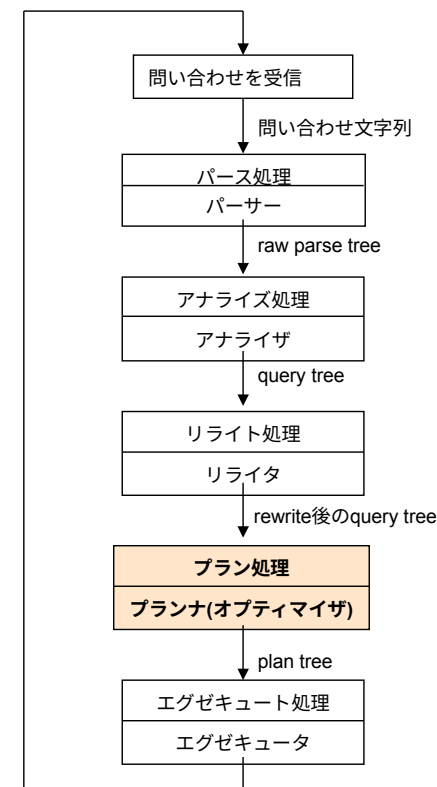 問い合わせを受信
問い合わせ文字列
パース処理
パーサー
raw parse tree
アナライズ処理
アナライザ
query tree
リライト処理
リライタ
rewrite後のquery tree
プラン処理
プランナ(オプティマイザ)
plan tree
エグゼキュート処理
エグゼキュータ